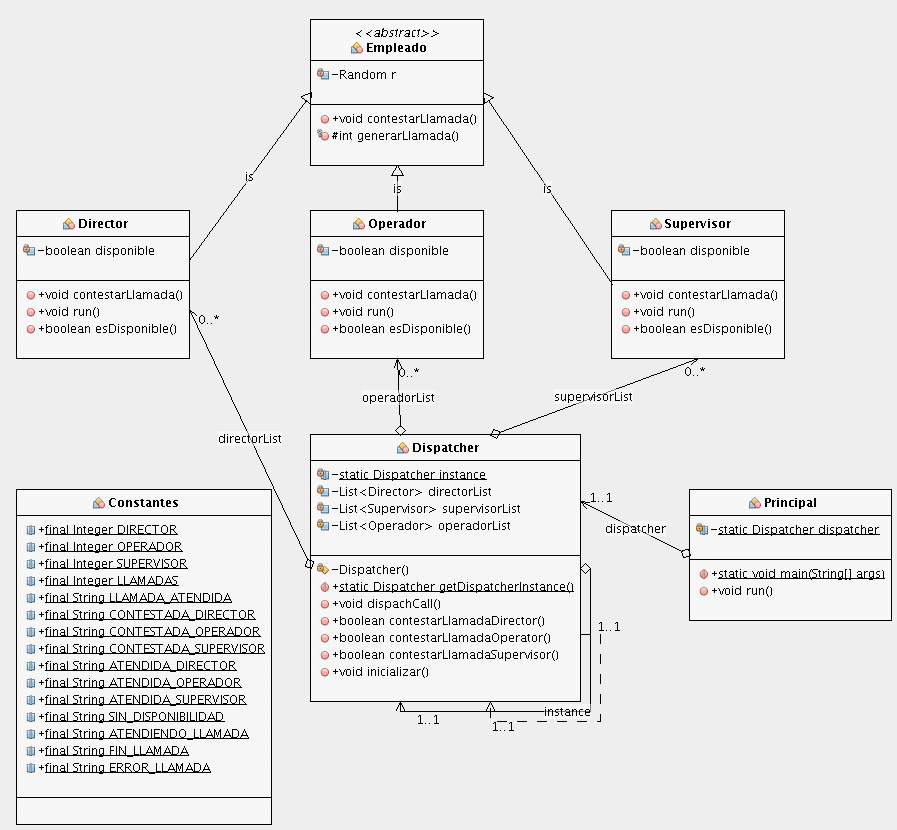 <<abstract>>
Empleado
-Random r
+void contestarLlamada()
#int generarLlamada()
is
is
is
Director
-boolean disponible
+void contestarLlamada()
+void run()
+boolean esDisponible()
Operador
-boolean disponible
+void contestarLlamada()
+void run()
+boolean esDisponible()
Supervisor
-boolean disponible
+void contestarLlamada()
+void run()
+boolean esDisponible()
0..*
0..*
0..*
operadorList
supervisorList
directorList
Dispatcher
-static Dispatcher instance
-List<Director> directorList
-List<Supervisor> supervisorList
-List<Operador> operadorList
-Dispatcher()
+static Dispatcher getDispatcherInstance()
+void dispachCall()
+boolean contestarLlamadaDirector()
+boolean contestarLlamadaOperator()
+boolean contestarLlamadaSupervisor()
+void inicializar()
1..1
dispatcher
Principal
-static Dispatcher dispatcher
+static void main(String[] args)
+void run()
1..1
instance
1..1
1..1
Constantes
+final Integer DIRECTOR
+final Integer OPERADOR
+final Integer SUPERVISOR
+final Integer LLAMADAS
+final String LLAMADA_ATENDIDA
+final String CONTESTADA_DIRECTOR
+final String CONTESTADA_OPERADOR
+final String CONTESTADA_SUPERVISOR
+final String ATENDIDA_DIRECTOR
+final String ATENDIDA_OPERADOR
+final String ATENDIDA_SUPERVISOR
+final String SIN_DISPONIBILIDAD
+final String ATENDIENDO_LLAMADA
+final String FIN_LLAMADA
+final String ERROR_LLAMADA